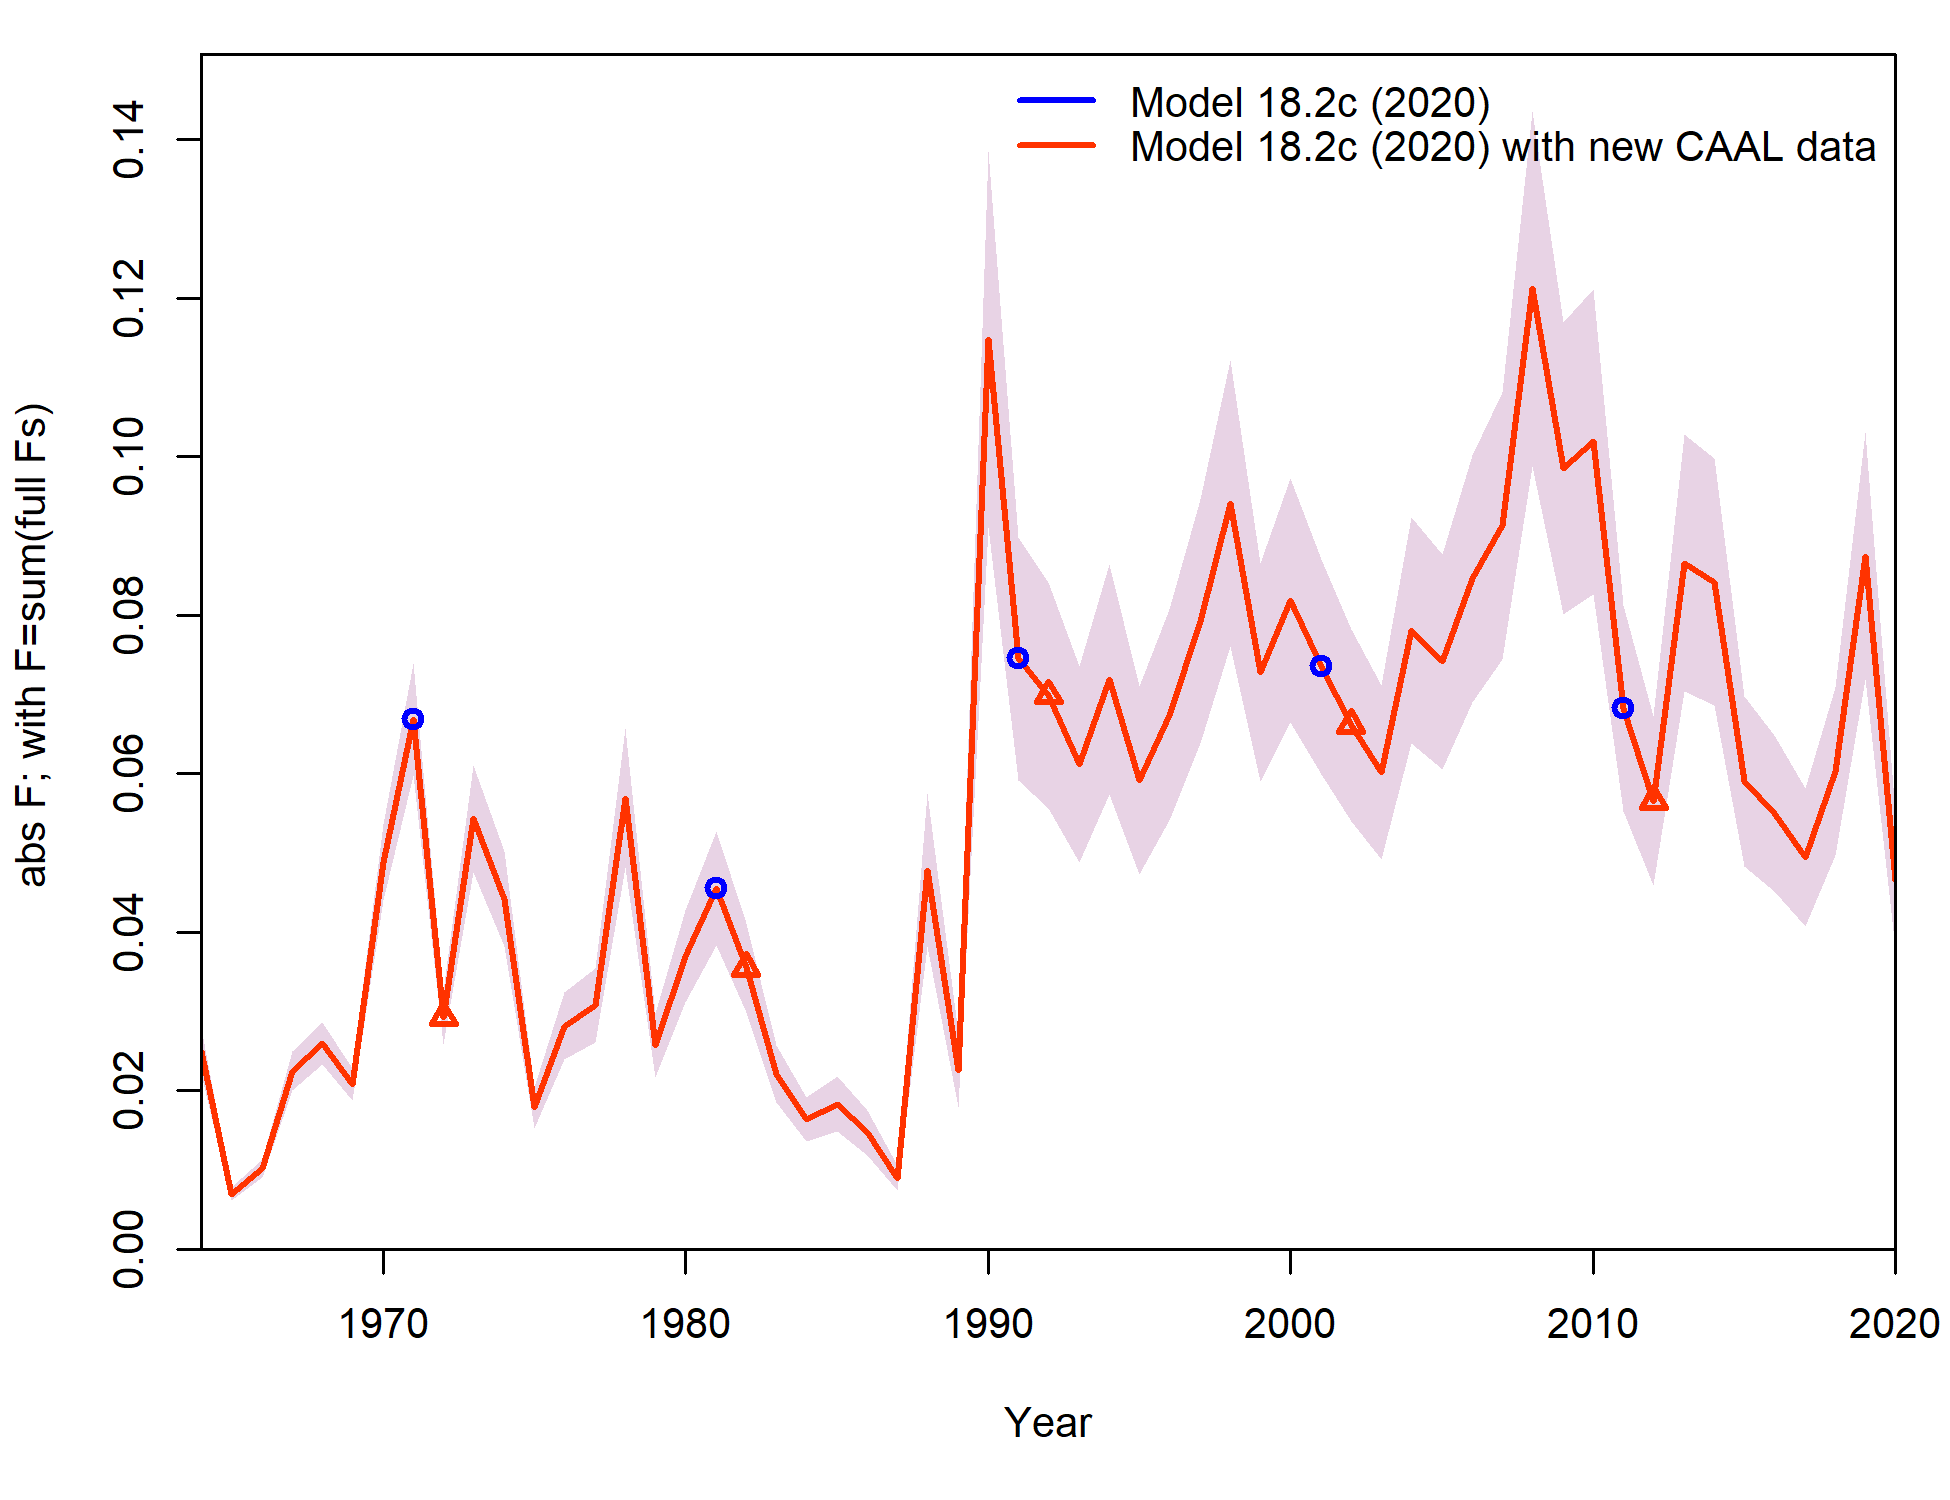 Model 18.2c (2020)
Model 18.2c (2020) with new CAAL data
abs F; with F=sum(full Fs)
0.14
0.12
0.10
0.08
0.06
0.04
0.02
0.00
1970 1980 1990 2000 2010 2020
Year